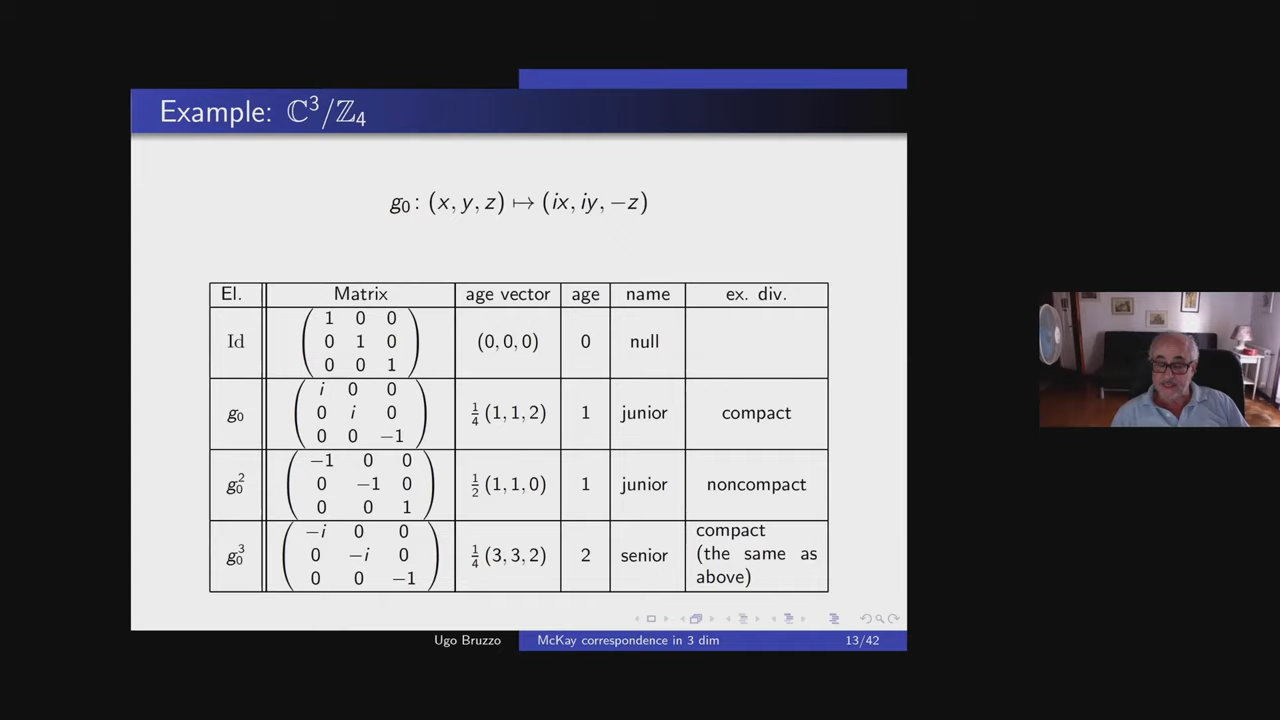 Example: ℂ³/ℤ₄
g₀ : (x, y, z) ↦ (ix, iy, −z)
El. Matrix age vector age name ex. div.
1 0 0
Id 0 1 0 (0, 0, 0) 0 null
0 0 1
i 0 0
g₀ 0 i 0 ¼ (1, 1, 2) 1 junior compact
0 0 −1
−1 0 0
g₀² 0 −1 0 ½ (1, 1, 0) 1 junior noncompact
0 0 1
−i 0 0 compact
g₀³ 0 −i 0 ¼ (3, 3, 2) 2 senior (the same as
0 0 −1 above)
Ugo Bruzzo McKay correspondence in 3 dim 13/42